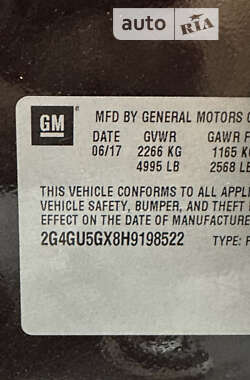 auto RIA
GM ®
MFD BY GENERAL MOTORS
DATE GVWR GAWR F
06/17 2266 KG 1165 K
4995 LB 2568 L
THIS VEHICLE CONFORMS TO ALL APPL
VEHICLE SAFETY, BUMPER, AND THEFT
EFFECT ON THE DATE OF MANUFACTURE
2G4GU5GX8H9198522 TYPE: